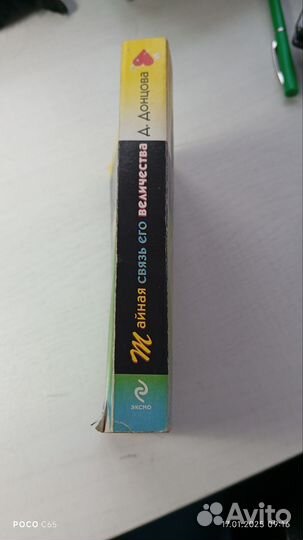 Д. Донцова
Тайная связь его величества
ЭКСМО
POCO C65
Avito
17.01.2025 09:16